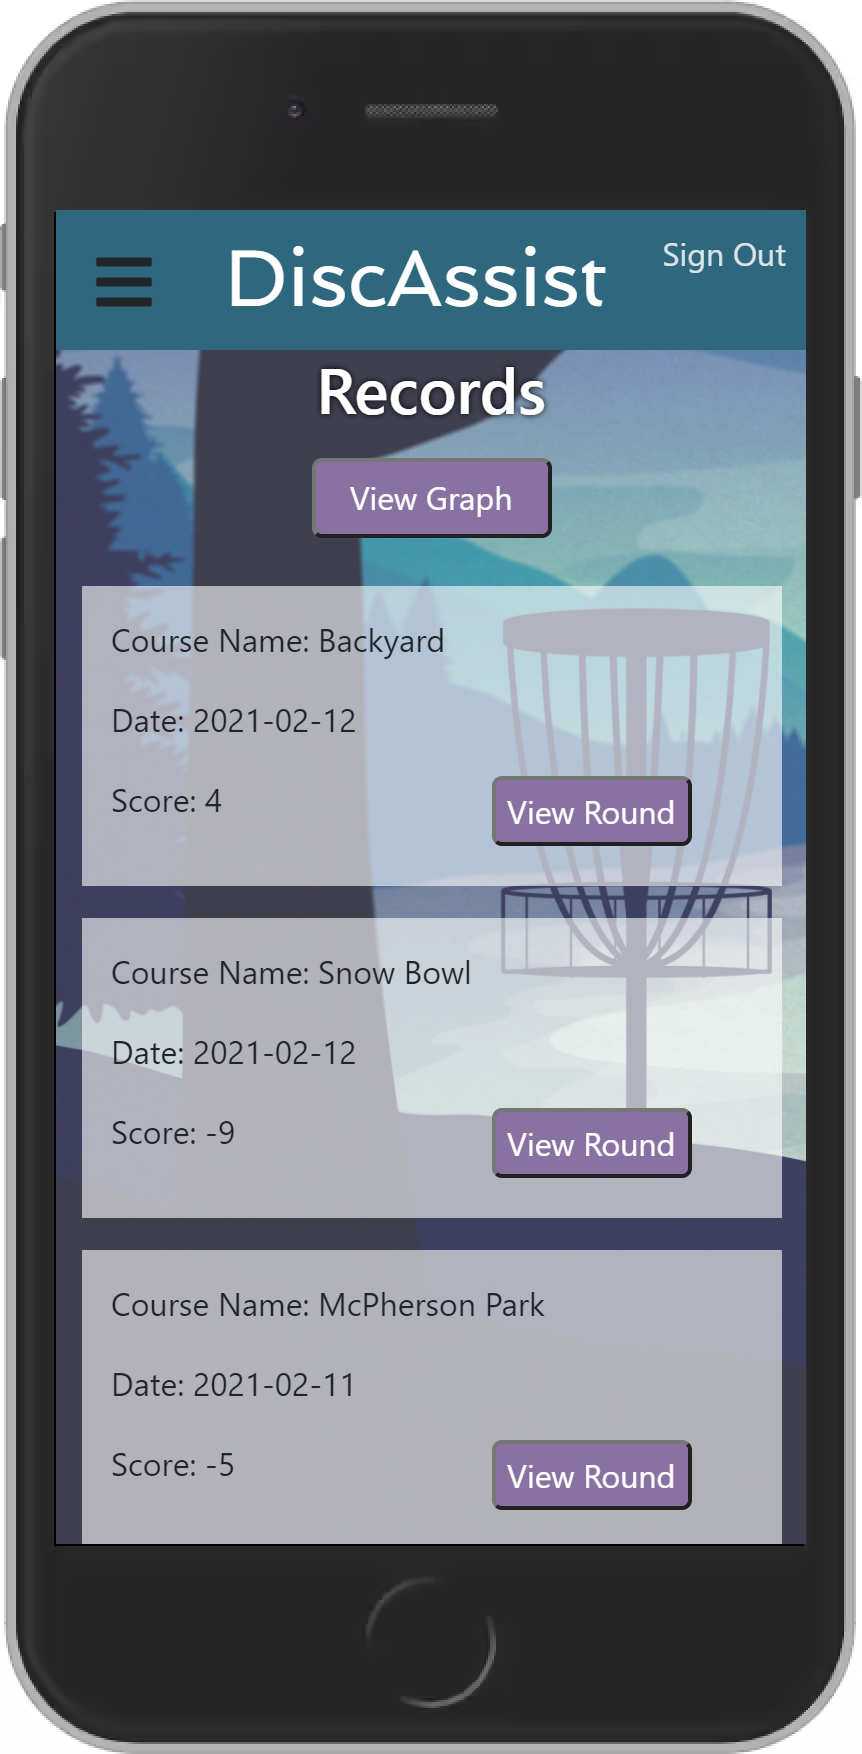 DiscAssist
Sign Out
Records
View Graph
Course Name: Backyard
Date: 2021-02-12
Score: 4
View Round
Course Name: Snow Bowl
Date: 2021-02-12
Score: -9
View Round
Course Name: McPherson Park
Date: 2021-02-11
Score: -5
View Round